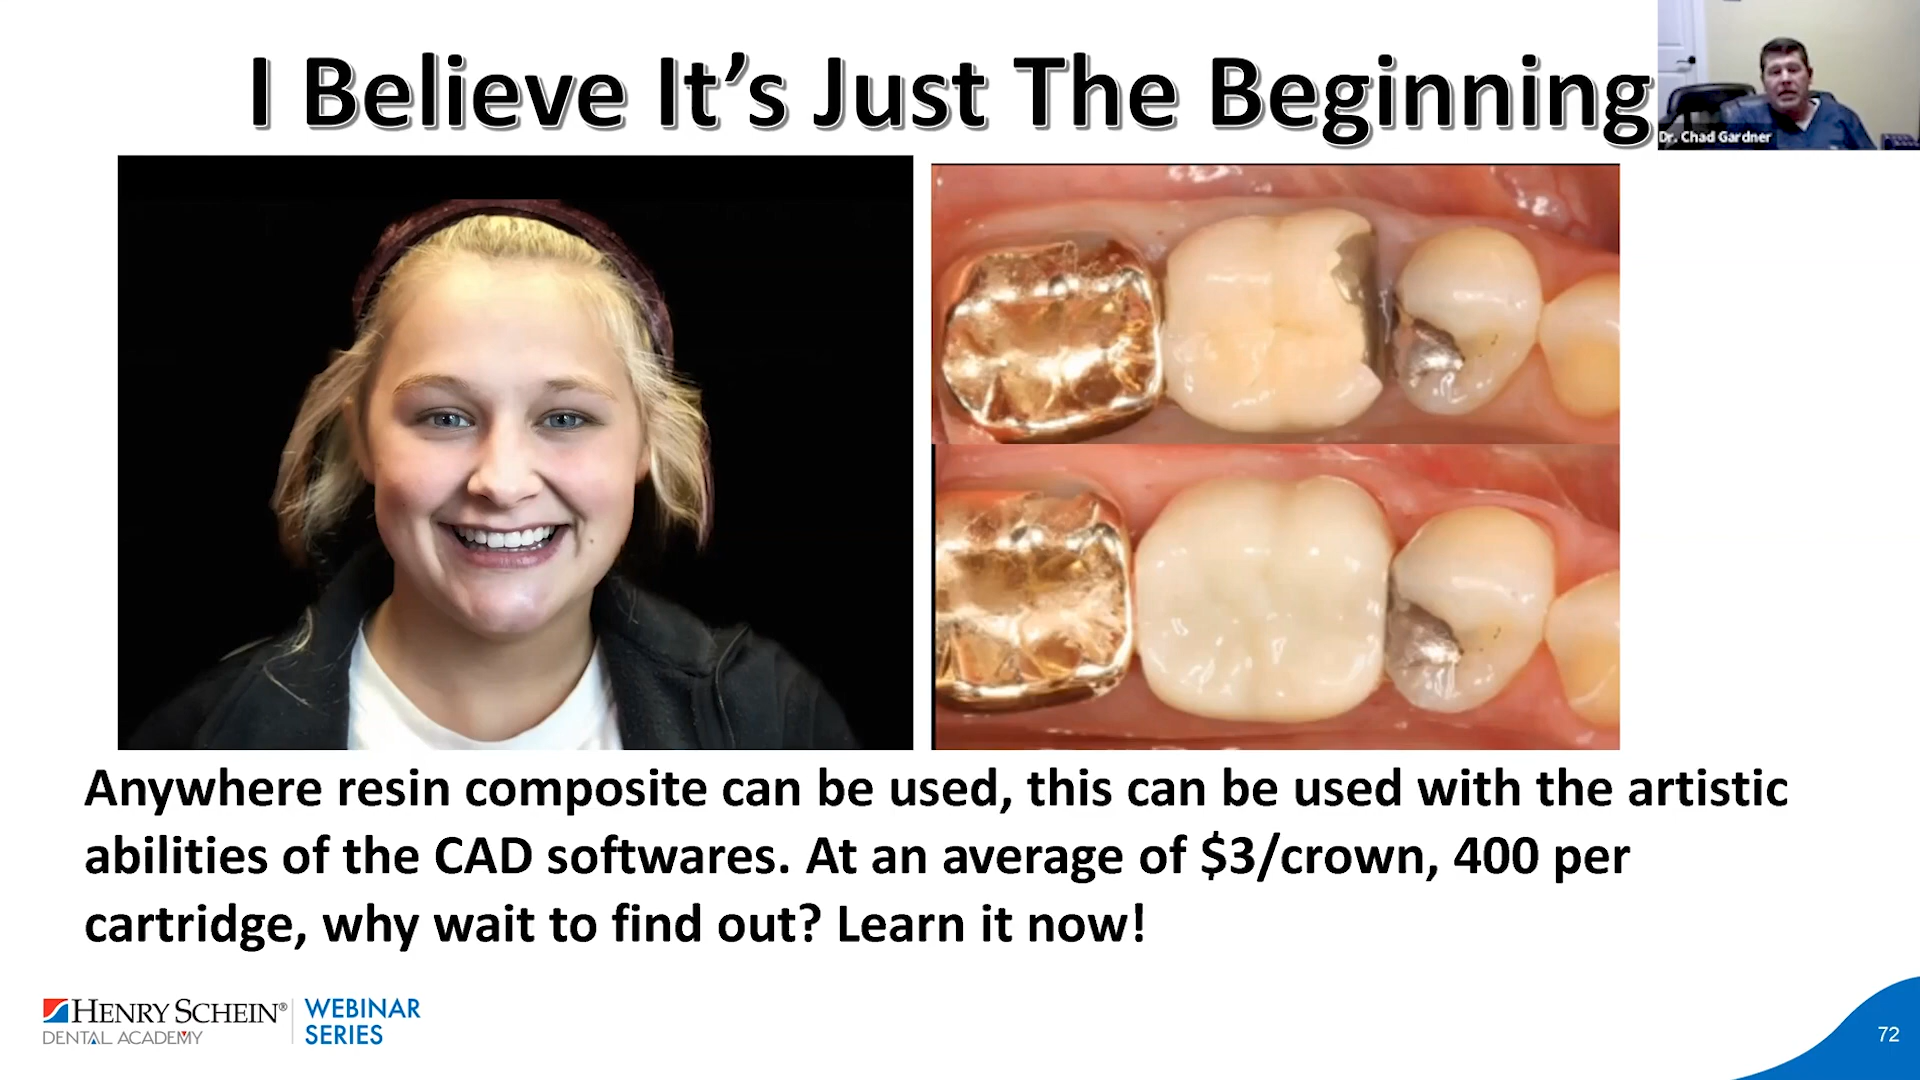 I Believe It's Just The Beginning
Dr. Chad Gardner
Anywhere resin composite can be used, this can be used with the artistic
abilities of the CAD softwares. At an average of $3/crown, 400 per
cartridge, why wait to find out? Learn it now!
HENRY SCHEIN®
DENTAL ACADEMY
WEBINAR
SERIES
72